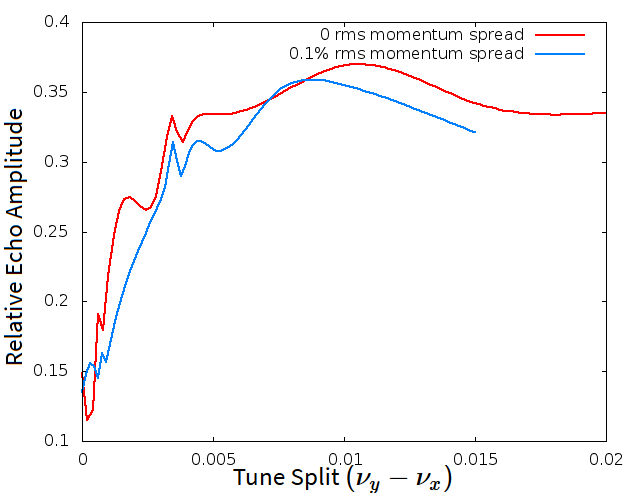 0.4
0 rms momentum spread
0.1% rms momentum spread
0.35
0.3
0.25
0.2
0.15
0.1
Relative Echo Amplitude
0 0.005 0.01 0.015 0.02
Tune Split (νy − νx)